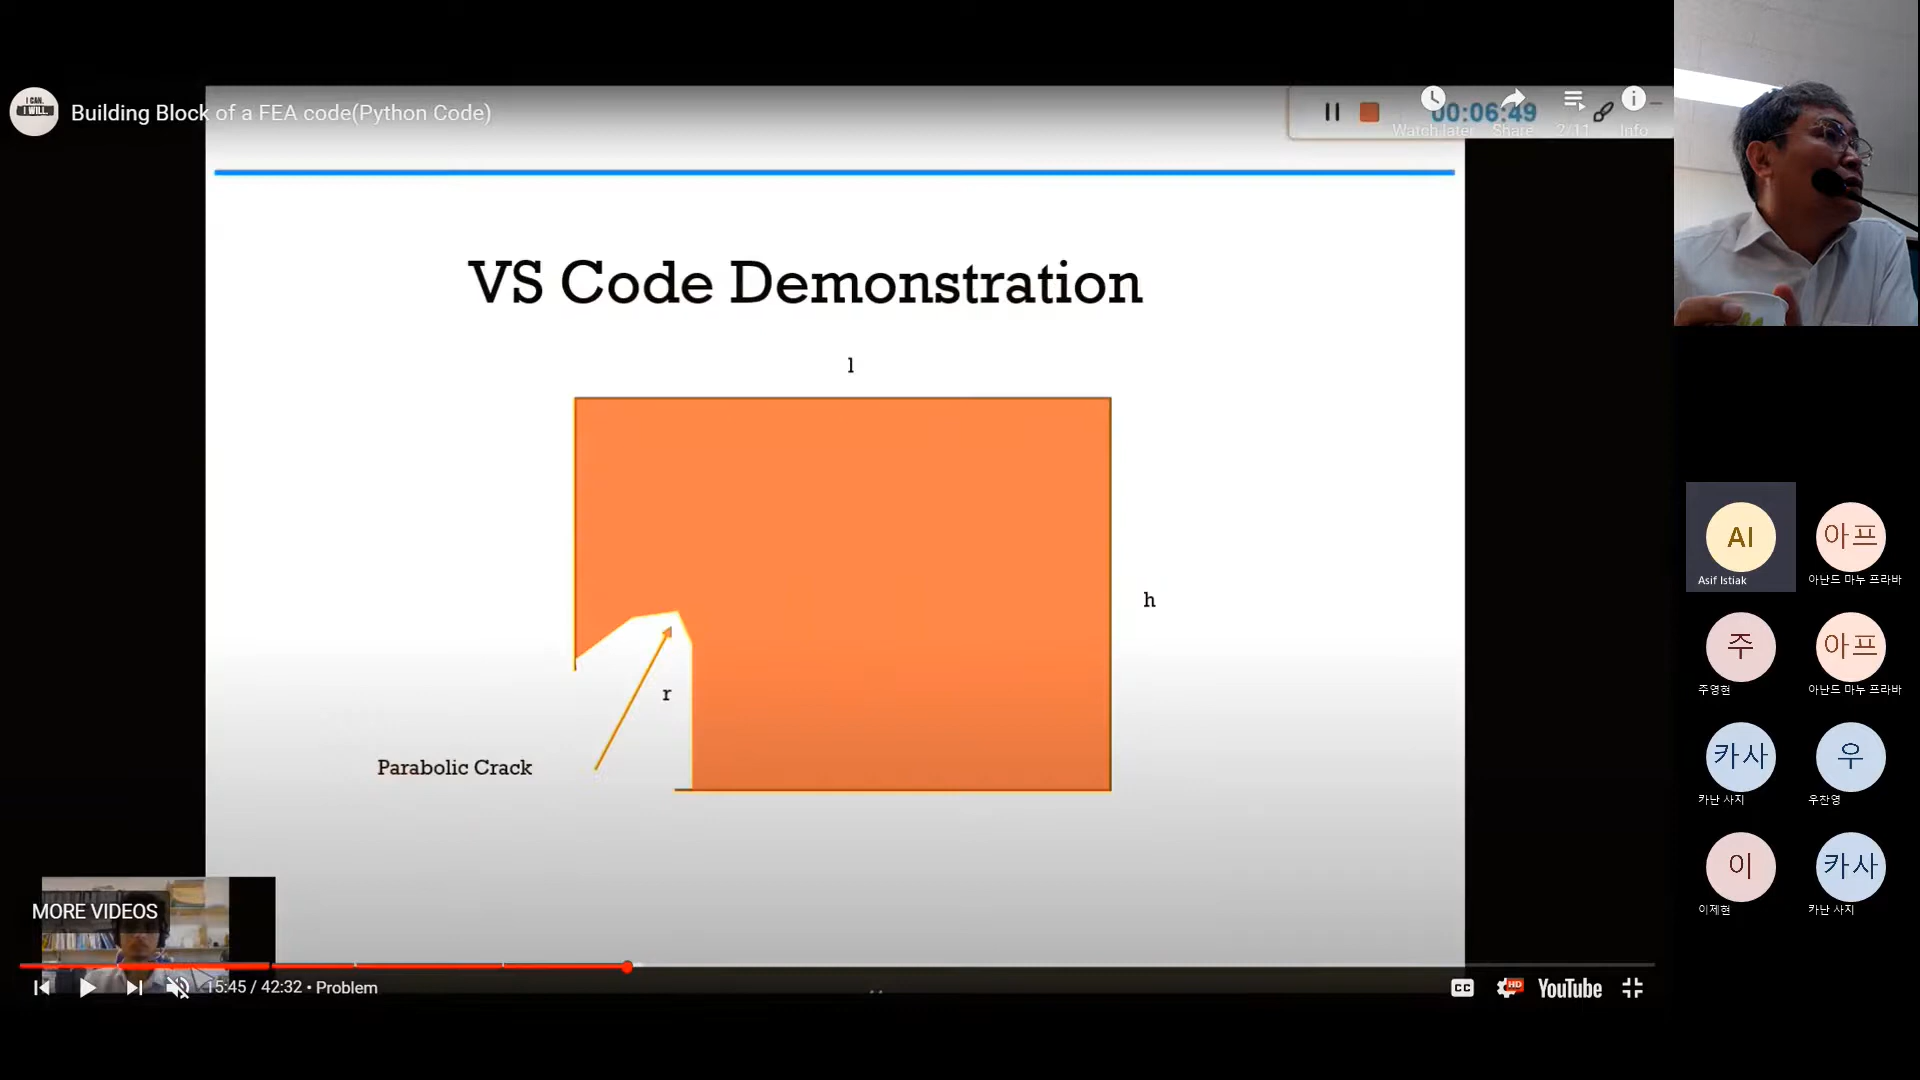 I CAN.
I WILL.
Building Block of a FEA code(Python Code)
00:06:49
Watch later
Share
2/11
Info
VS Code Demonstration
l
h
r
Parabolic Crack
MORE VIDEOS
15:45 / 42:32 • Problem
CC
HD
YouTube
AI
Asif Istiak
아프
아난드 마누 프라바
주
주영현
아프
아난드 마누 프라바
카사
카난 사지
우
우찬영
이
이제현
카사
카난 사지